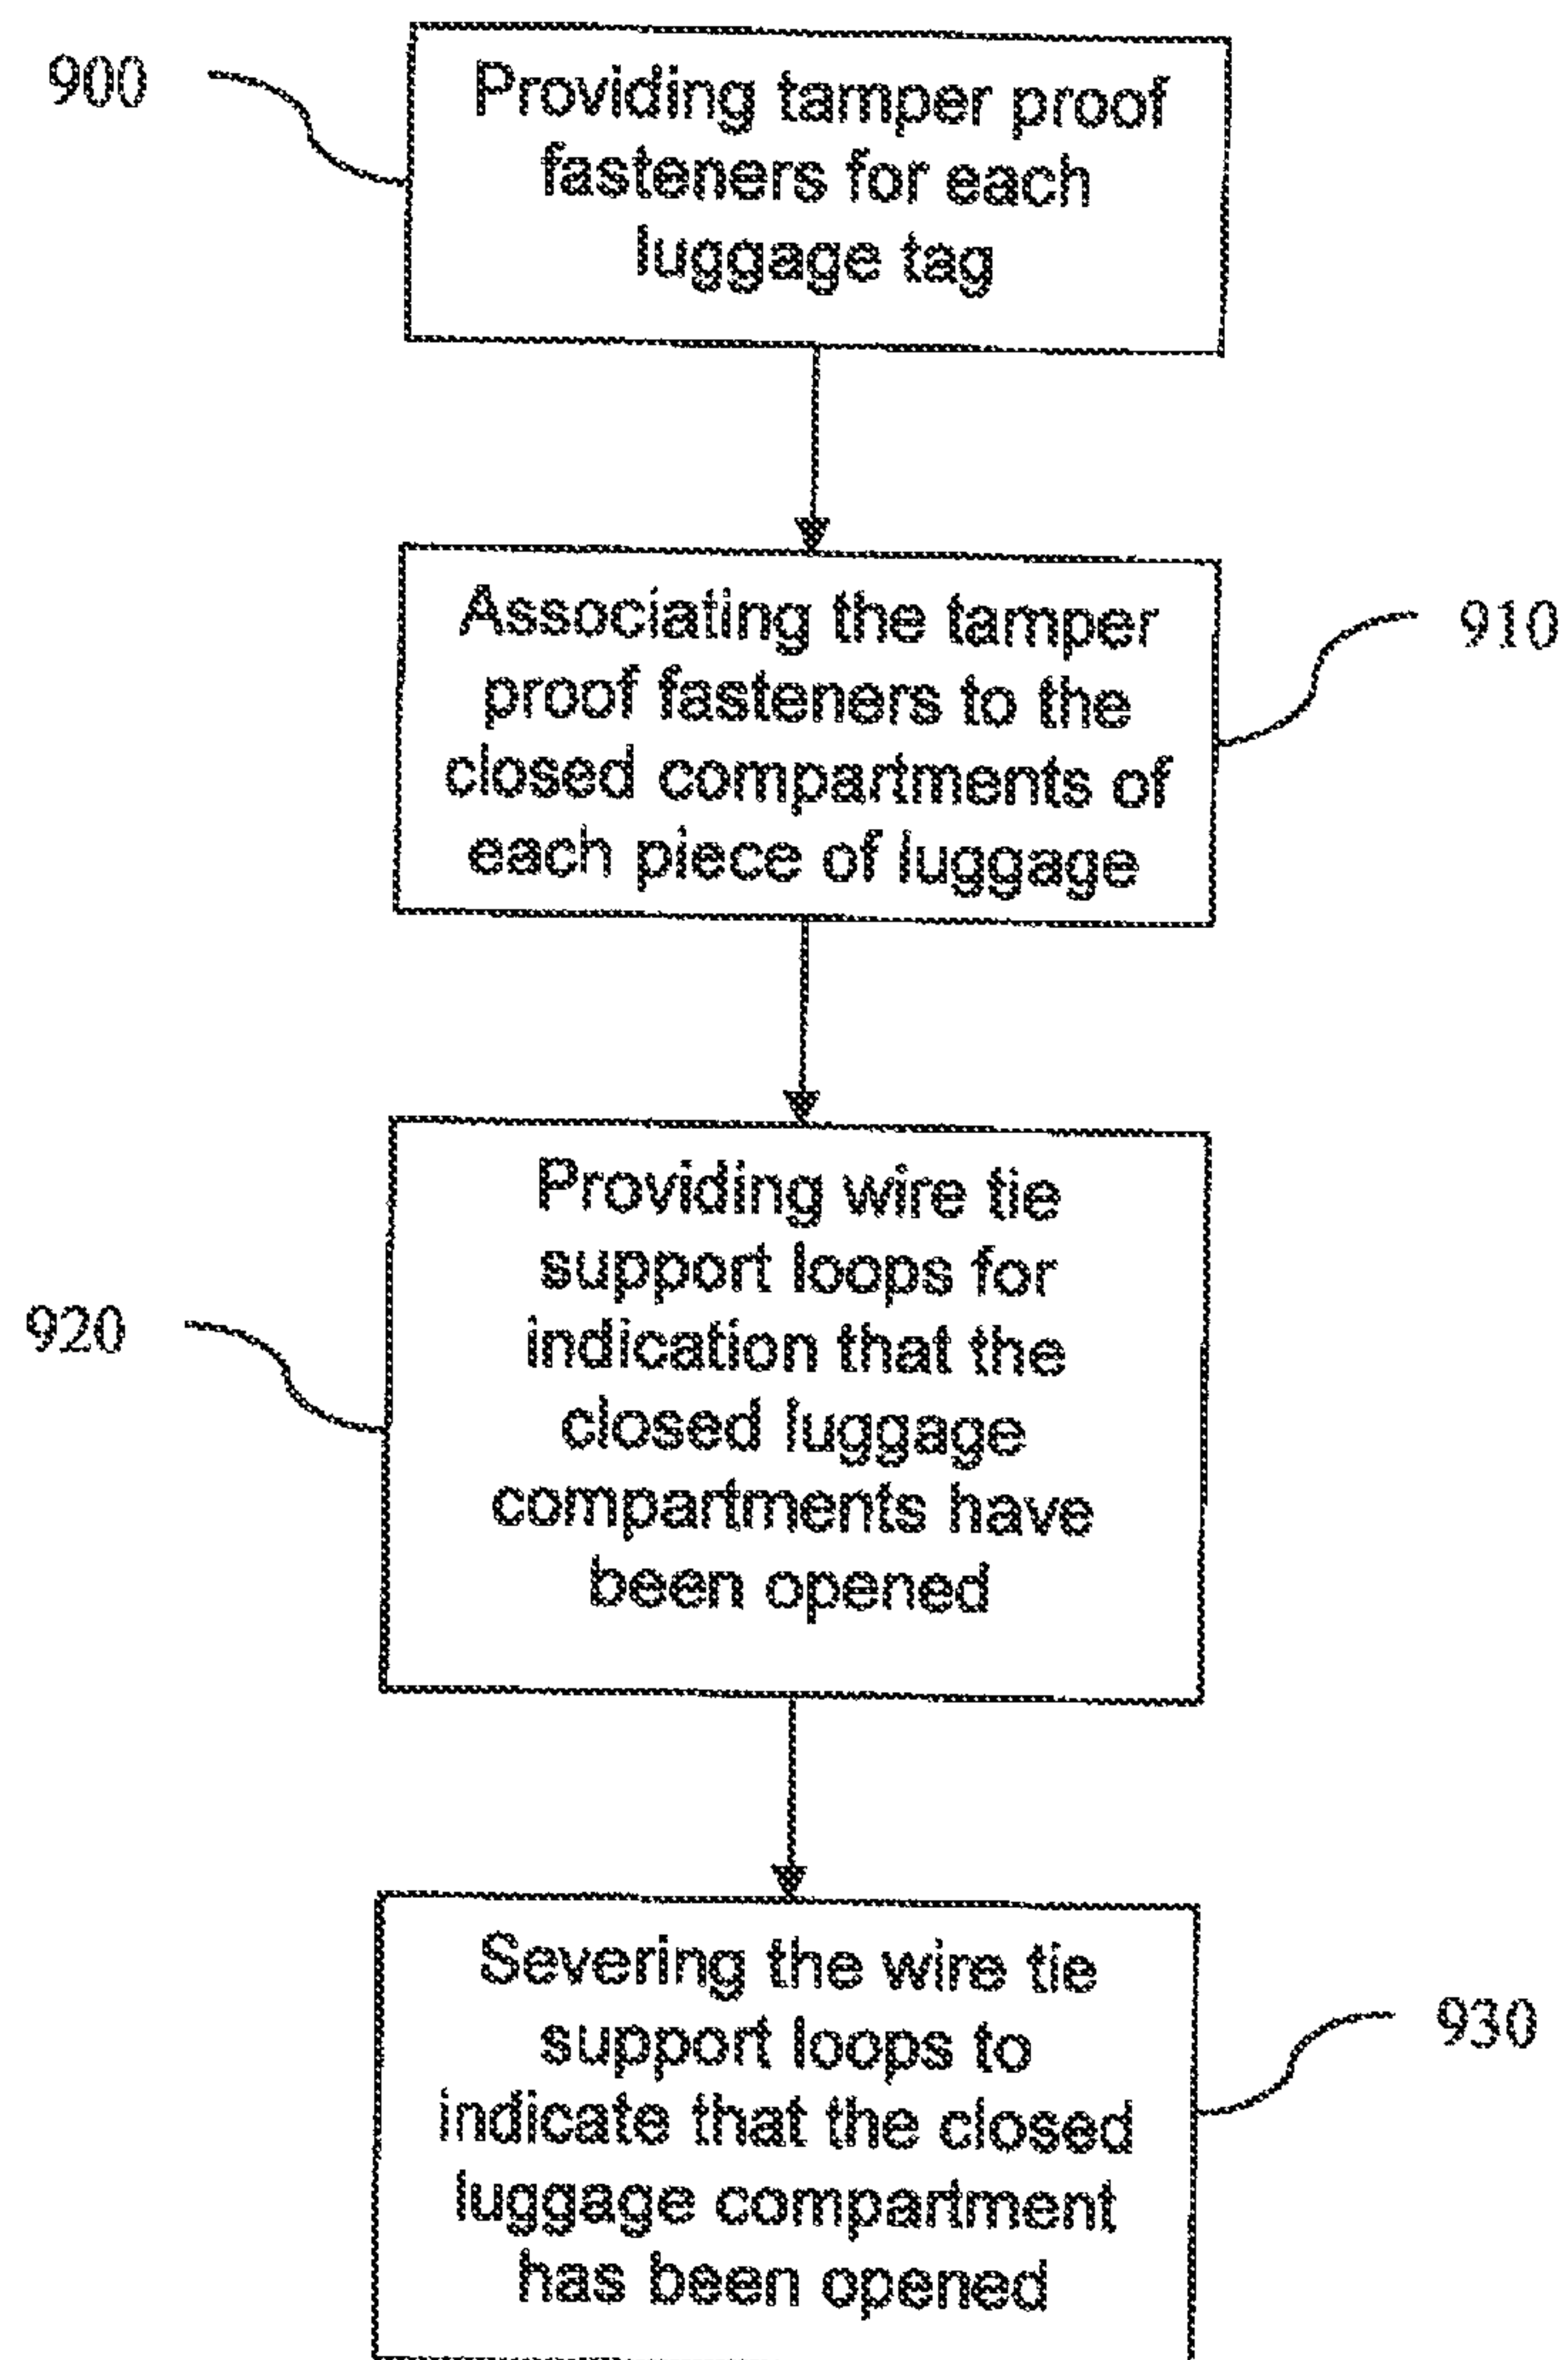 900
Providing tamper proof
fasteners for each
luggage tag
Associating the tamper
proof fasteners to the
closed compartments of
each piece of luggage
910
Providing wire tie
support loops for
indication that the
closed luggage
compartments have
been opened
920
Severing the wire tie
support loops to
indicate that the closed
luggage compartment
has been opened
930